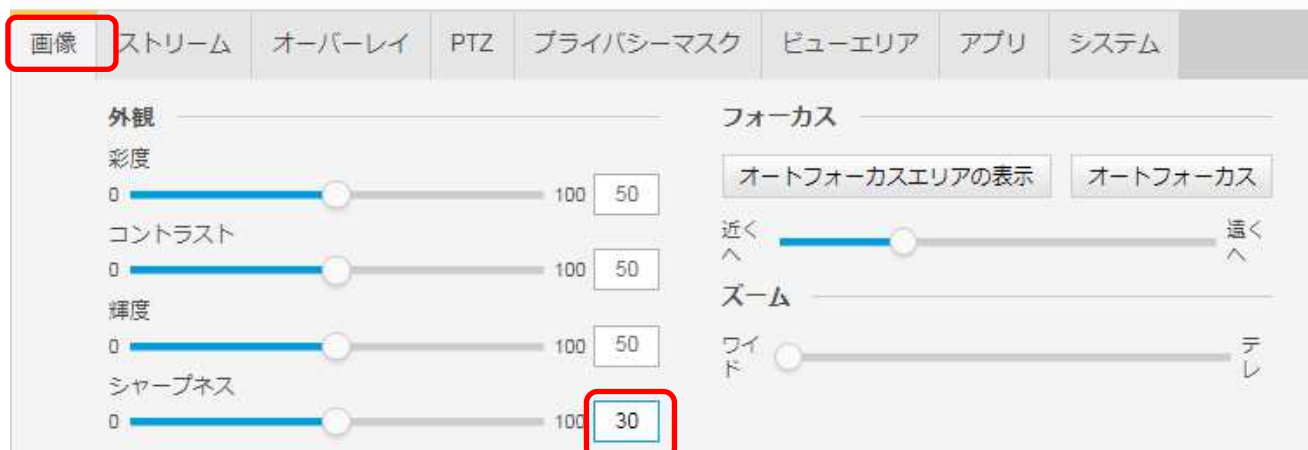 画像 ストリーム オーバーレイ PTZ プライバシーマスク ビューエリア アプリ システム
外観
彩度
0 100 50
コントラスト
0 100 50
輝度
0 100 50
シャープネス
0 100 30
フォーカス
オートフォーカスエリアの表示 オートフォーカス
近くへ 遠くへ
ズーム
ワイド テレ